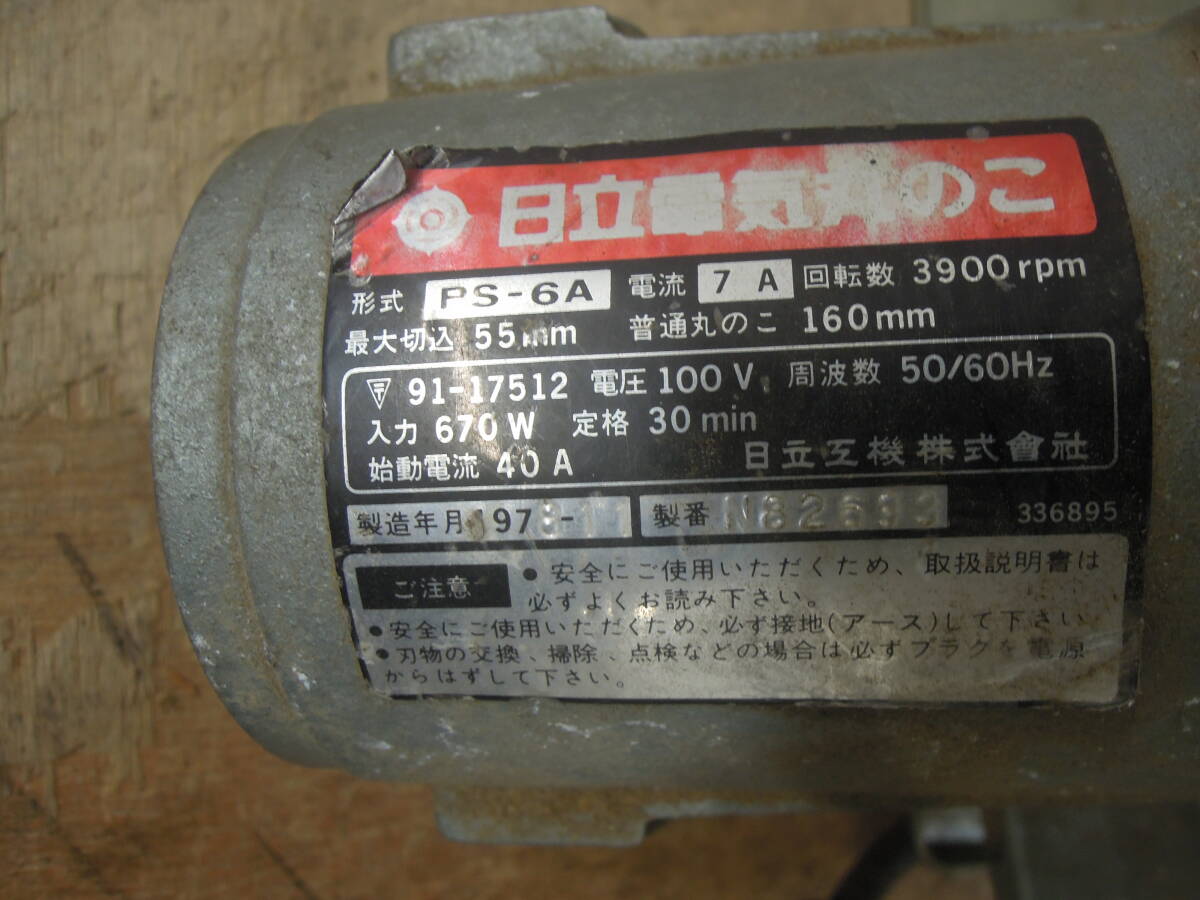 日立電気丸のこ
形式 PS-6A 電流 7 A 回転数 3900rpm
最大切込 55mm 普通丸のこ 160mm
〒 91-17512 電圧 100 V 周波数 50/60Hz
入力 670 W 定格 30 min
始動電流 40 A 日立工機株式會社
製造年月 197 - 製番 336895
ご注意 ●安全にご使用いただくため、取扱説明書は
必ずよくお読み下さい。
●安全にご使用いただくため、必ず接地(アース)して下さい
●刃物の交換、掃除、点検などの場合は必ずプラグを電源
からはずして下さい。